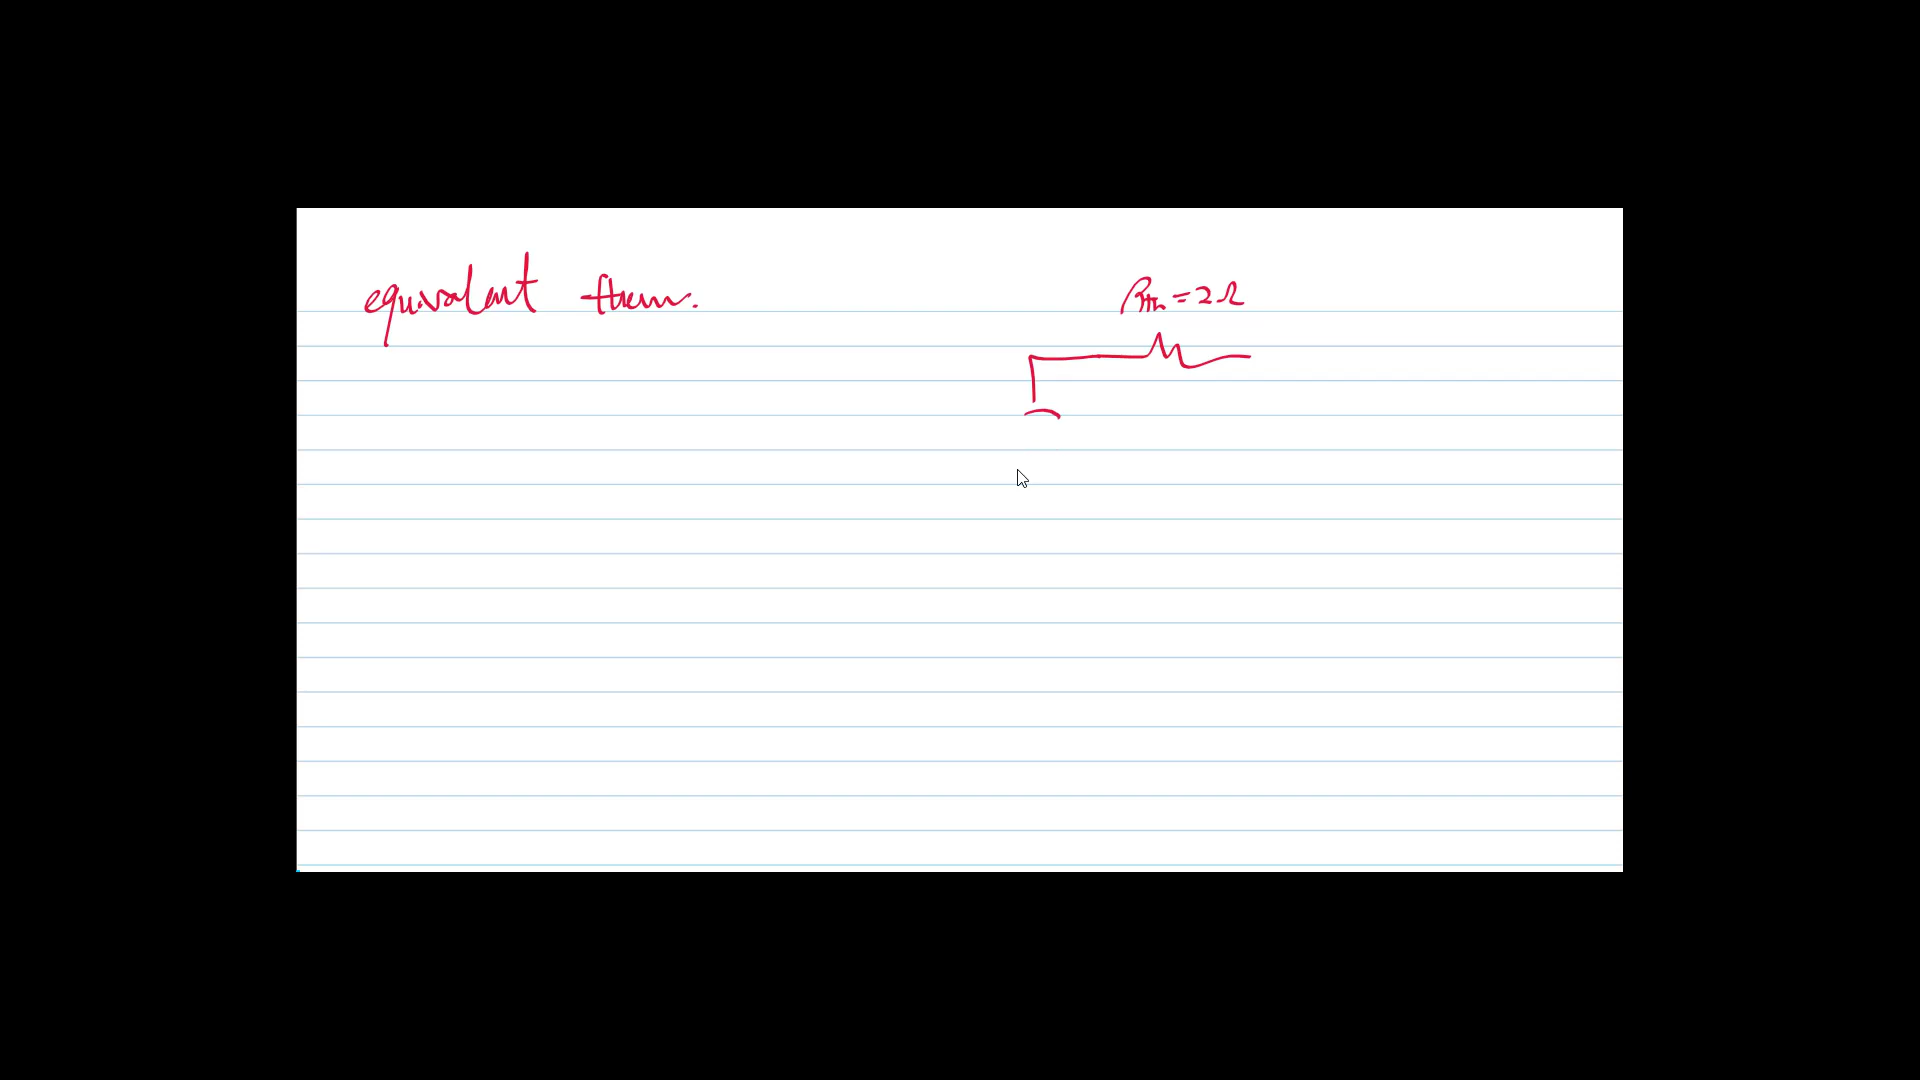 equivalent them.
Rth = 2Ω